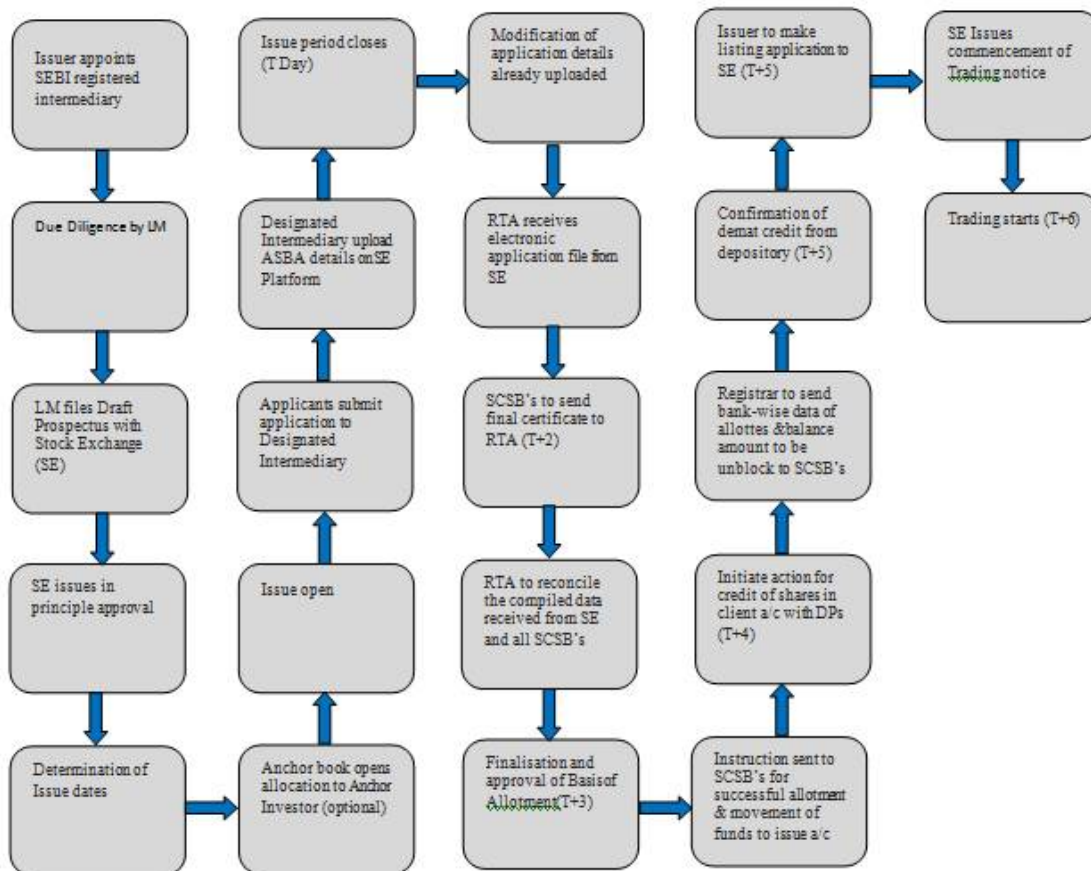 Issuer appoints
SEBI registered
intermediary
Due Diligence by LM
LM files Draft
Prospectus with
Stock Exchange
(SE)
SE issues in
principle approval
Determination of
Issue dates
Anchor book opens
allocation to Anchor
Investor (optional)
Issue open
Applicants submit
application to
Designated
Intermediary
Designated
Intermediary upload
ASBA details on SE
Platform
Issue period closes
(T Day)
Modification of
application details
already uploaded
RTA receives
electronic
application file from
SE
SCSB's to send
final certificate to
RTA (T+2)
RTA to reconcile
the compiled data
received from SE
and all SCSB's
Finalisation and
approval of Basis of
Allotment(T+3)
Instruction sent to
SCSB's for
successful allotment
& movement of
funds to issue a/c
Initiate action for
credit of shares in
client a/c with DPs
(T+4)
Registrar to send
bank-wise data of
allottes &balance
amount to be
unblock to SCSB's
Confirmation of
demat credit from
depository (T+5)
Issuer to make
listing application to
SE (T+5)
SE Issues
commencement of
Trading notice
Trading starts (T+6)